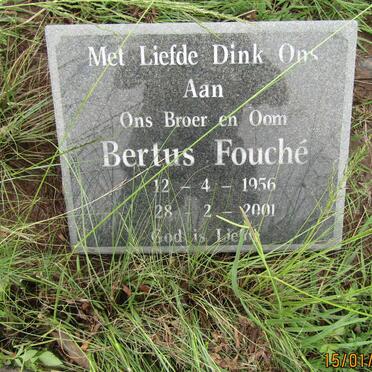 Met Liefde Dink Ons
Aan
Ons Broer en Oom
Bertus Fouché
12 - 4 - 1956
28 - 2 - 2001
God is Liefde
15/01/